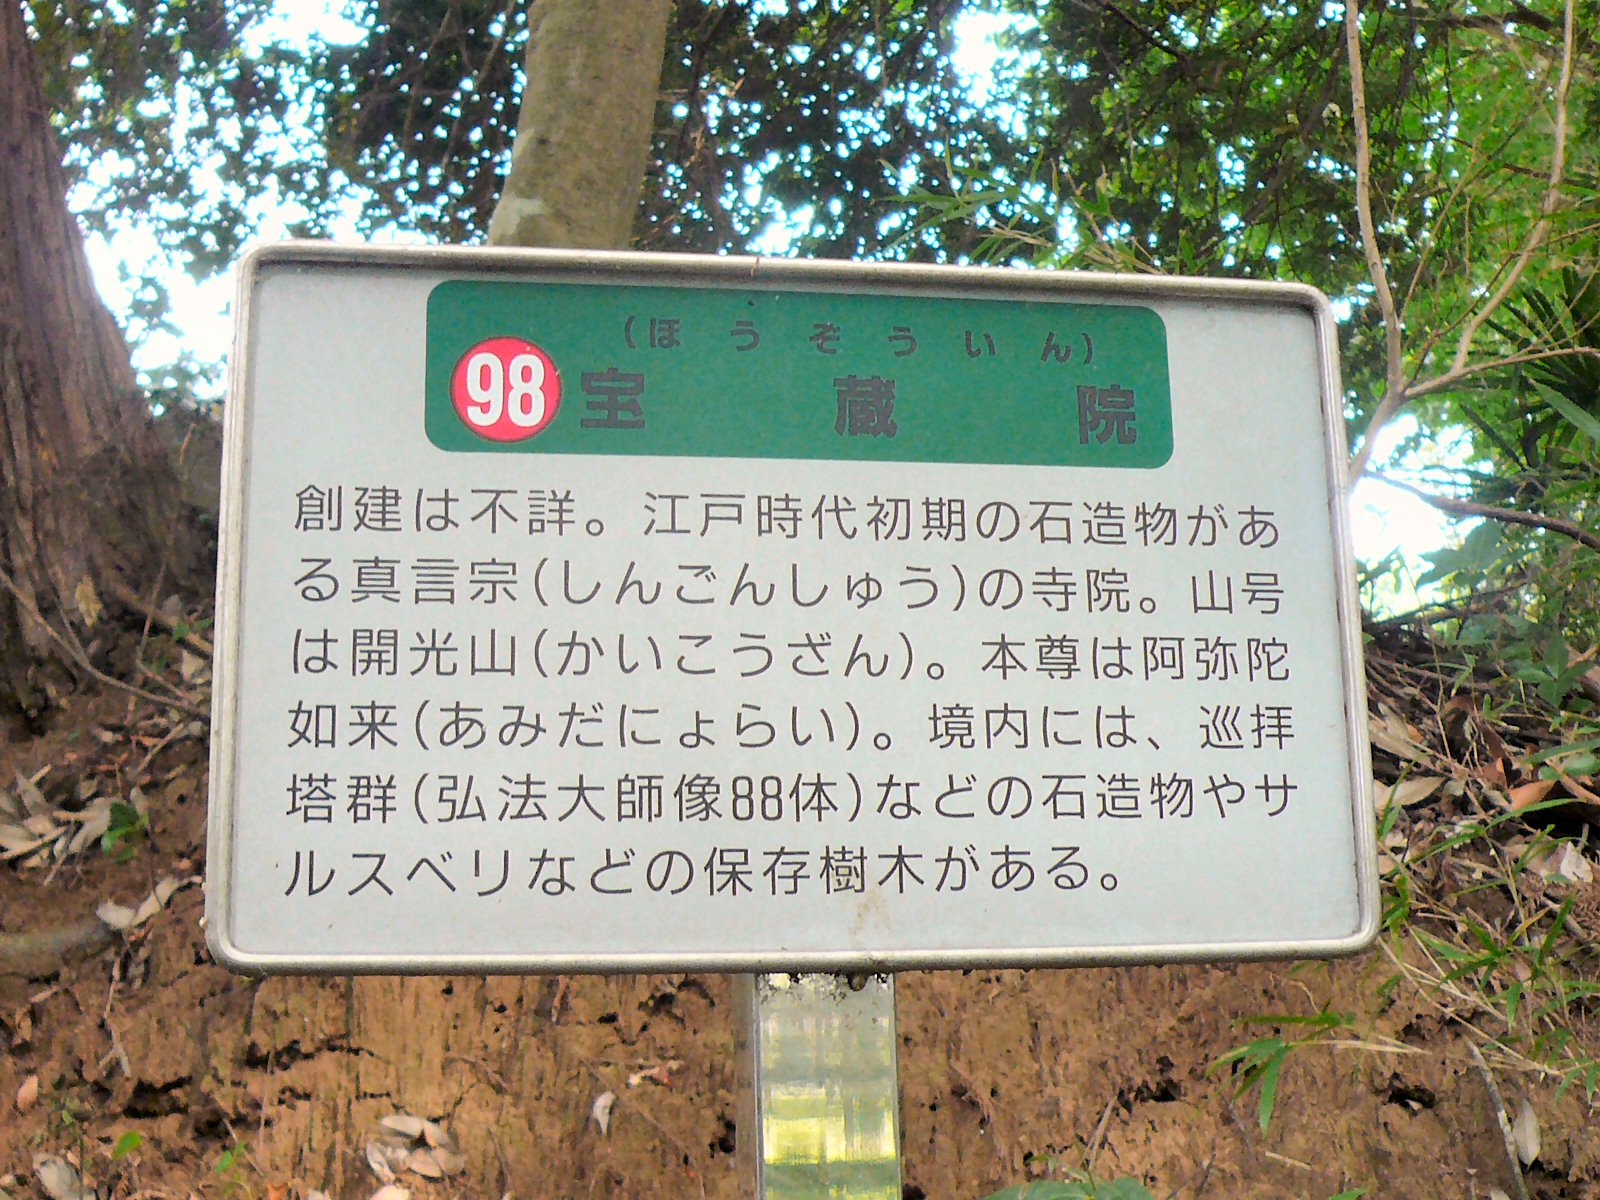 (ほうぞういん)
98 宝蔵院
創建は不詳。江戸時代初期の石造物があ
る真言宗(しんごんしゅう)の寺院。山号
は開光山(かいこうざん)。本尊は阿弥陀
如来(あみだにょらい)。境内には、巡拝
塔群(弘法大師像88体)などの石造物やサ
ルスベリなどの保存樹木がある。